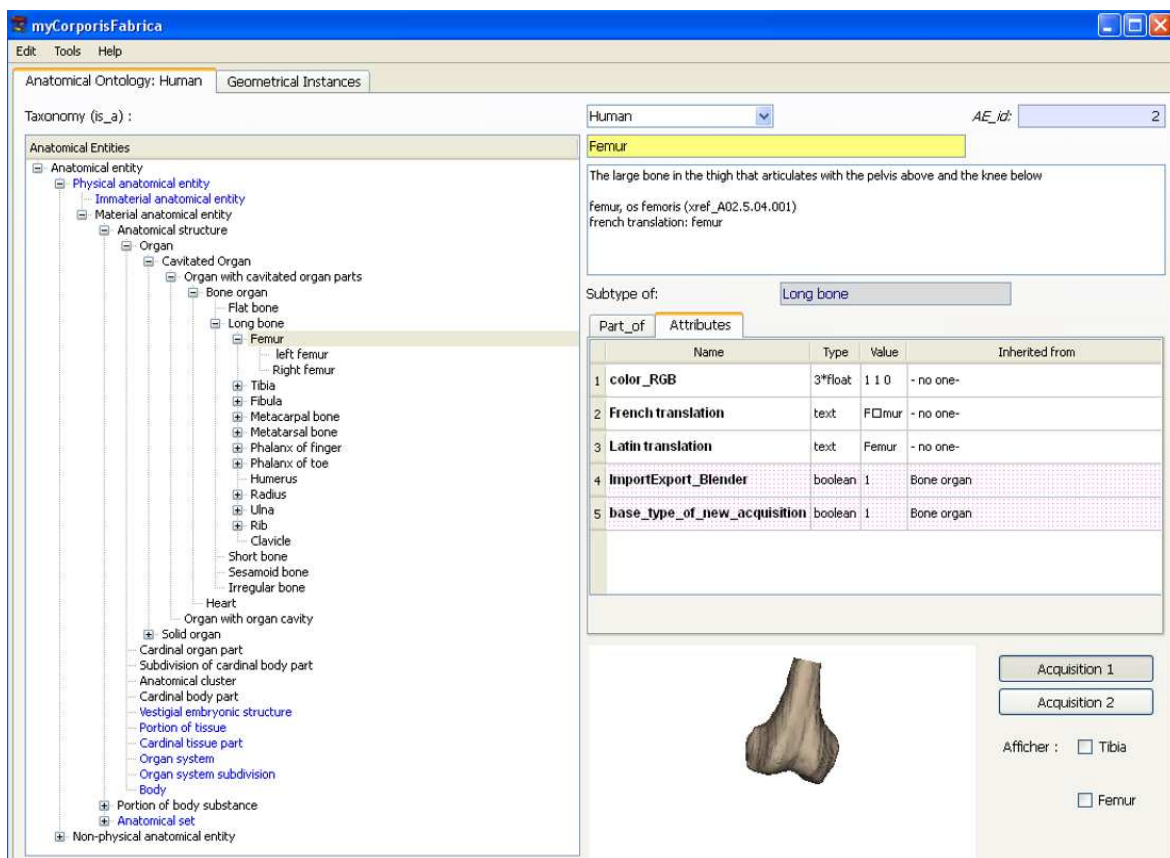 myCorporisFabrica
Edit Tools Help
Anatomical Ontology: Human Geometrical Instances
Taxonomy (is_a) :
Anatomical Entities
Anatomical entity
Physical anatomical entity
Immaterial anatomical entity
Material anatomical entity
Anatomical structure
Organ
Cavitated Organ
Organ with cavitated organ parts
Bone organ
Flat bone
Long bone
Femur
left femur
Right femur
Tibia
Fibula
Metacarpal bone
Metatarsal bone
Phalanx of finger
Phalanx of toe
Humerus
Radius
Ulna
Rib
Clavicle
Short bone
Sesamoid bone
Irregular bone
Heart
Organ with organ cavity
Solid organ
Cardinal organ part
Subdivision of cardinal body part
Anatomical cluster
Cardinal body part
Vestigial embryonic structure
Portion of tissue
Cardinal tissue part
Organ system
Organ system subdivision
Body
Portion of body substance
Anatomical set
Non-physical anatomical entity
Human AE_id: 2
Femur
The large bone in the thigh that articulates with the pelvis above and the knee below
femur, os femoris (xref_A02.5.04.001)
french translation: femur
Subtype of: Long bone
Part_of Attributes
Name Type Value Inherited from
1 color_RGB 3*float 1 1 0 - no one-
2 French translation text F□mur - no one-
3 Latin translation text Femur - no one-
4 ImportExport_Blender boolean 1 Bone organ
5 base_type_of_new_acquisition boolean 1 Bone organ
Acquisition 1
Acquisition 2
Afficher : Tibia
Femur